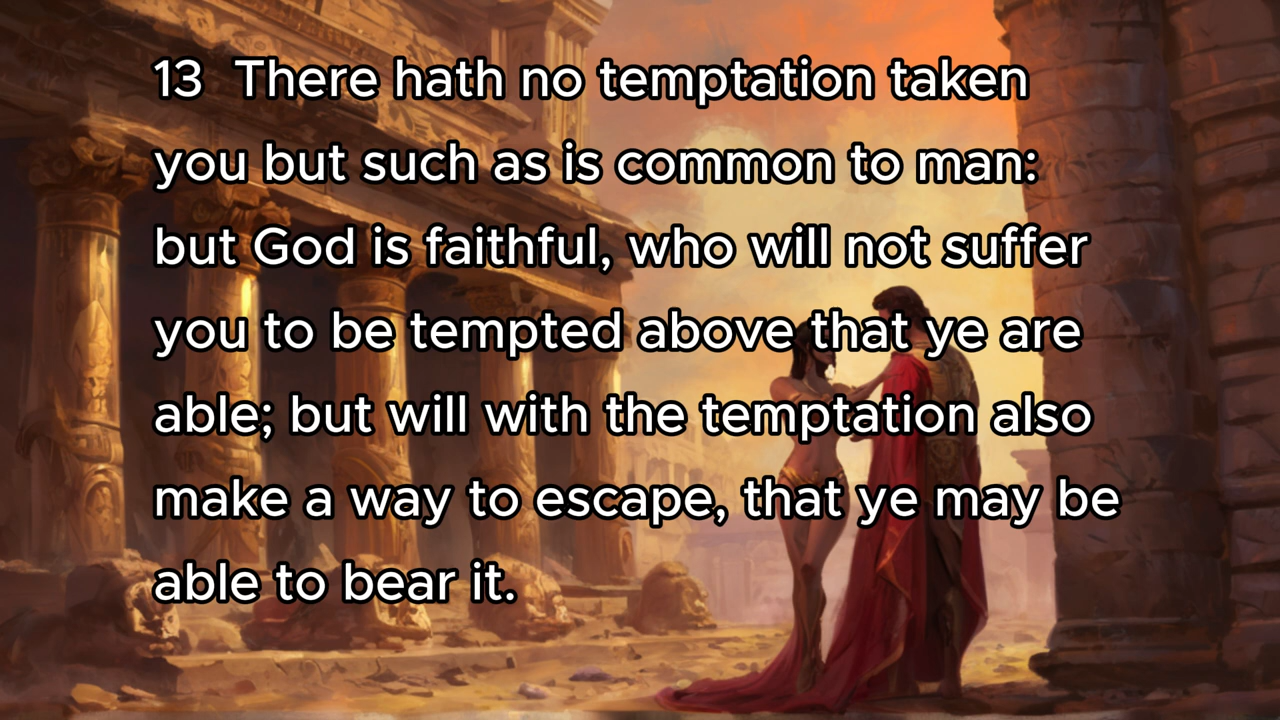 13  There hath no temptation taken
you but such as is common to man:
but God is faithful, who will not suffer
you to be tempted above that ye are
able; but will with the temptation also
make a way to escape, that ye may be
able to bear it.